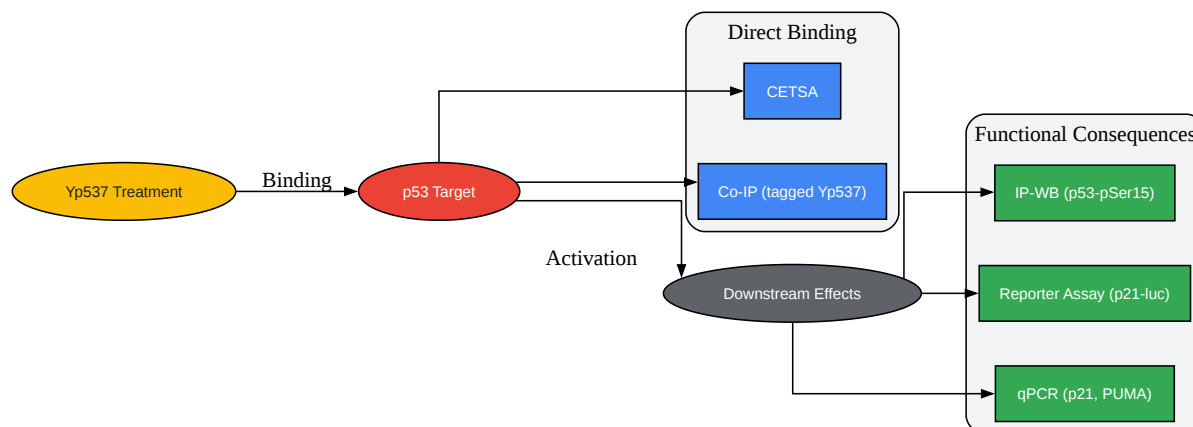 Direct Binding
CETSA
Functional Consequences
Yp537 Treatment
Binding
p53 Target
Co-IP (tagged Yp537)
IP-WB (p53-pSer15)
Activation
Downstream Effects
Reporter Assay (p21-luc)
qPCR (p21, PUMA)